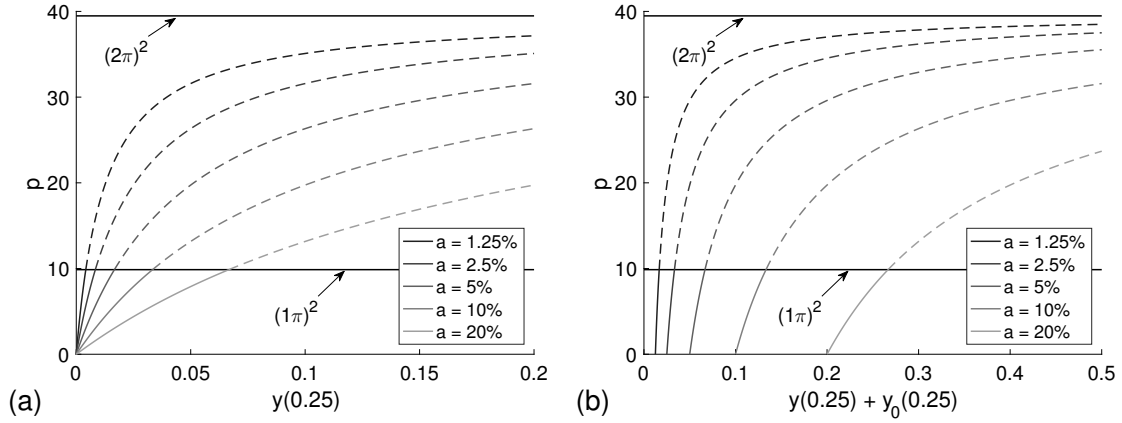 40
30
20
10
0
p
(2π)²
(1π)²
a = 1.25%
a = 2.5%
a = 5%
a = 10%
a = 20%
0 0.05 0.1 0.15 0.2
y(0.25)
(a)
40
30
20
10
0
p
(2π)²
(1π)²
a = 1.25%
a = 2.5%
a = 5%
a = 10%
a = 20%
0 0.1 0.2 0.3 0.4 0.5
y(0.25) + y₀(0.25)
(b)